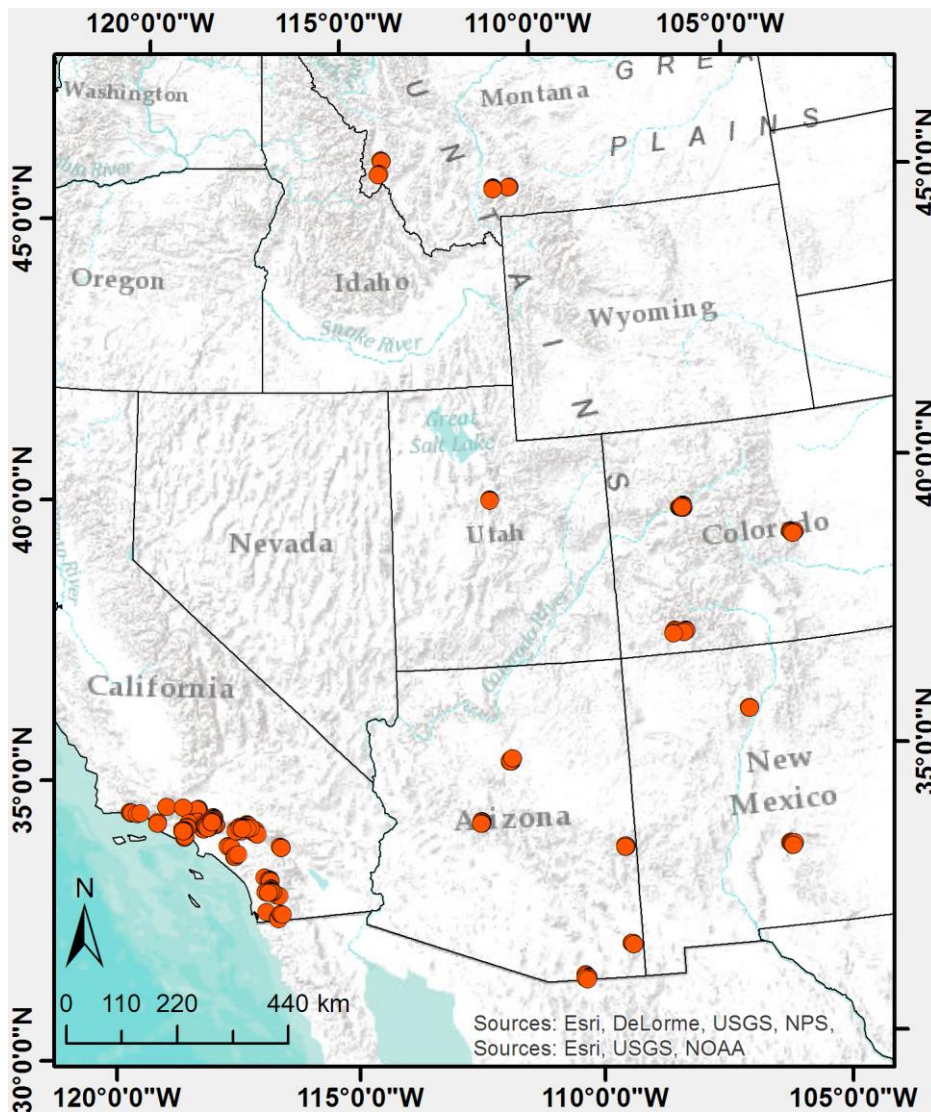 120°0'0"W 115°0'0"W 110°0'0"W 105°0'0"W
G R E A
Washington
Montana
U N T A I N S
P L A I N S
45°0'0"N
45°0'0"N
Oregon
Idaho
Wyoming
Snake River
Great
Salt Lake
40°0'0"N
40°0'0"N
Nevada
Utah
Colorado
Colorado River
California
35°0'0"N
35°0'0"N
New
Mexico
Arizona
N
0 110 220 440 km
Sources: Esri, DeLorme, USGS, NPS,
Sources: Esri, USGS, NOAA
30°0'0"N
120°0'0"W 115°0'0"W 110°0'0"W 105°0'0"W